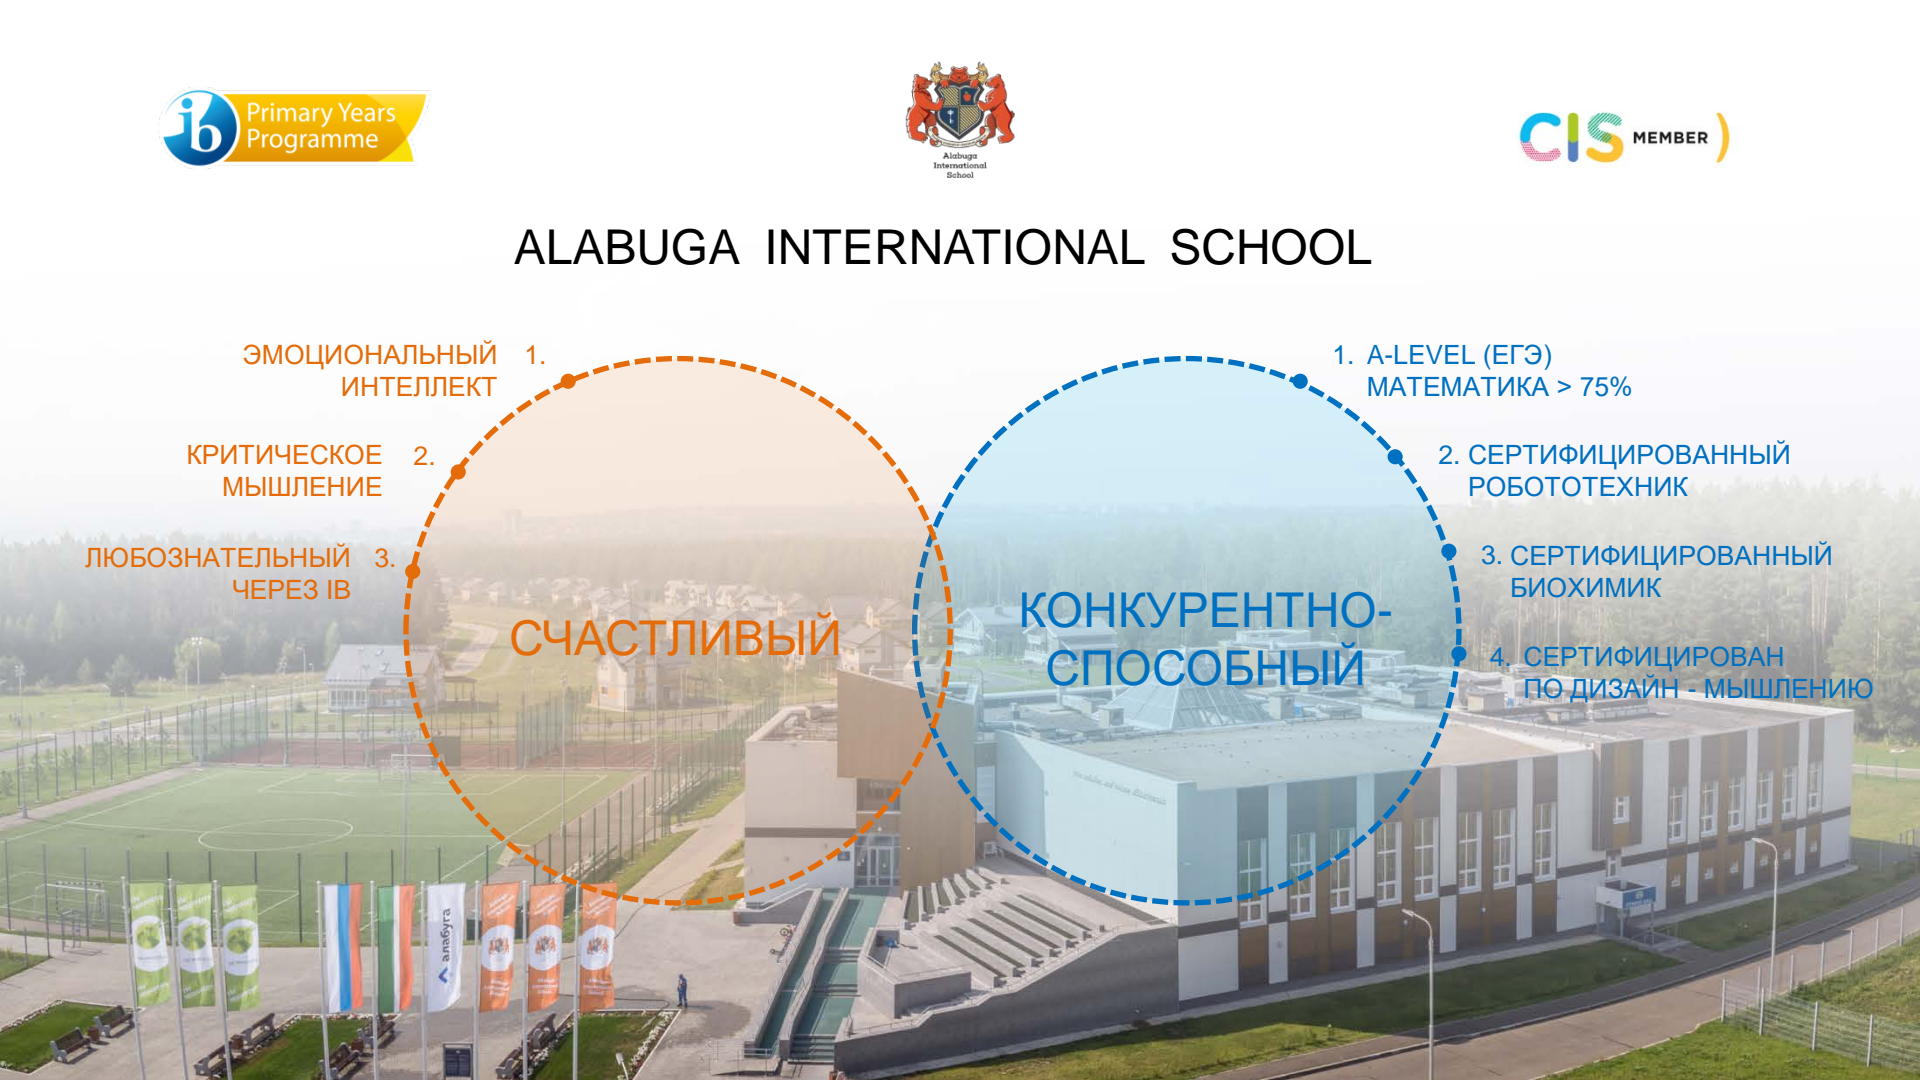 ib
Primary Years
Programme
Alabuga
International
School
CIS MEMBER
ALABUGA INTERNATIONAL SCHOOL
ЭМОЦИОНАЛЬНЫЙ 1.
ИНТЕЛЛЕКТ
КРИТИЧЕСКОЕ 2.
МЫШЛЕНИЕ
ЛЮБОЗНАТЕЛЬНЫЙ 3.
ЧЕРЕЗ IB
СЧАСТЛИВЫЙ
КОНКУРЕНТНО-
СПОСОБНЫЙ
1. A-LEVEL (ЕГЭ)
МАТЕМАТИКА > 75%
2. СЕРТИФИЦИРОВАННЫЙ
РОБОТОТЕХНИК
3. СЕРТИФИЦИРОВАННЫЙ
БИОХИМИК
4. СЕРТИФИЦИРОВАН
ПО ДИЗАЙН - МЫШЛЕНИЮ
алабуга